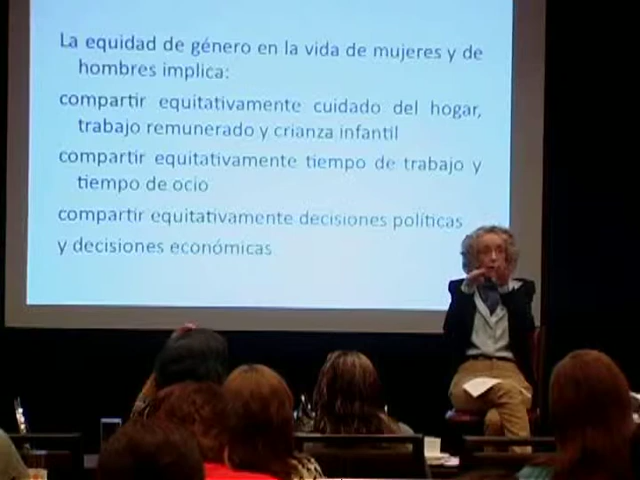 La equidad de género en la vida de mujeres y de
hombres implica:
compartir equitativamente cuidado del hogar,
trabajo remunerado y crianza infantil
compartir equitativamente tiempo de trabajo y
tiempo de ocio
compartir equitativamente decisiones políticas
y decisiones económicas